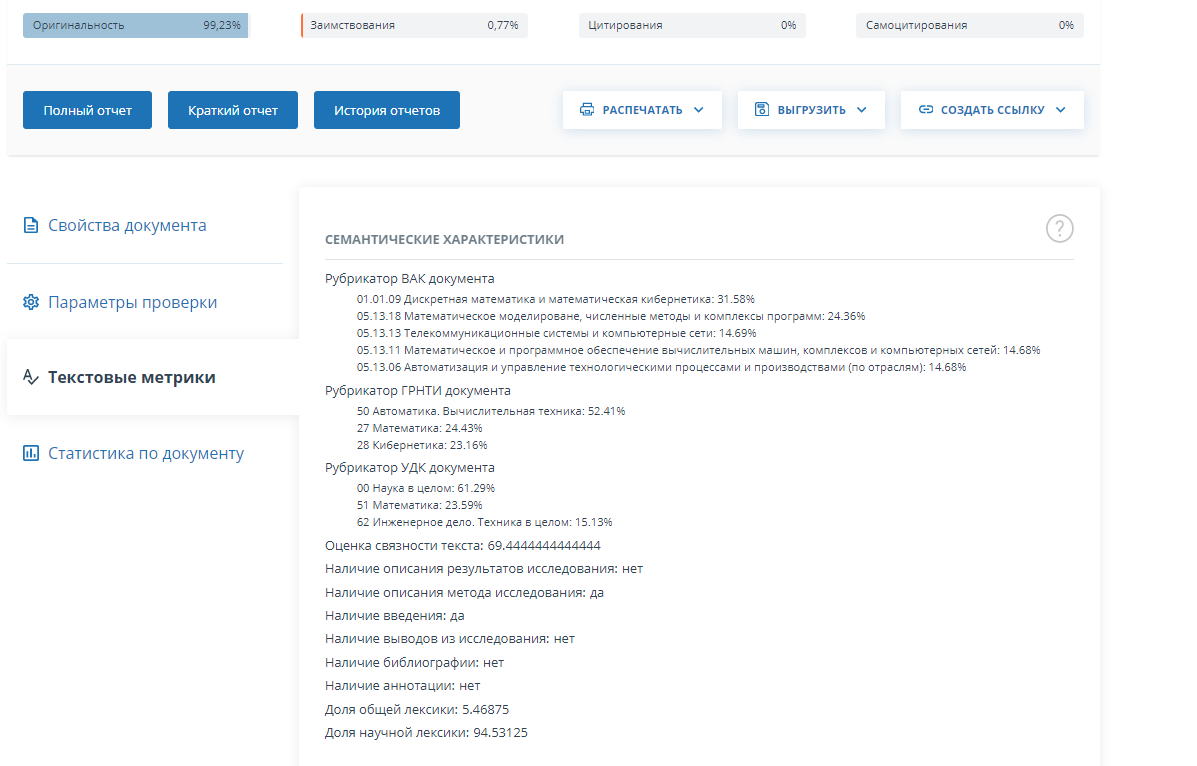 Оригинальность 99,23%
Заимствования 0,77%
Цитирования 0%
Самоцитирования 0%
Полный отчет
Краткий отчет
История отчетов
РАСПЕЧАТАТЬ
ВЫГРУЗИТЬ
СОЗДАТЬ ССЫЛКУ
Свойства документа
Параметры проверки
Текстовые метрики
Статистика по документу
СЕМАНТИЧЕСКИЕ ХАРАКТЕРИСТИКИ
?
Рубрикатор ВАК документа
01.01.09 Дискретная математика и математическая кибернетика: 31.58%
05.13.18 Математическое моделироване, численные методы и комплексы программ: 24.36%
05.13.13 Телекоммуникационные системы и компьютерные сети: 14.69%
05.13.11 Математическое и программное обеспечение вычислительных машин, комплексов и компьютерных сетей: 14.68%
05.13.06 Автоматизация и управление технологическими процессами и производствами (по отраслям): 14.68%
Рубрикатор ГРНТИ документа
50 Автоматика. Вычислительная техника: 52.41%
27 Математика: 24.43%
28 Кибернетика: 23.16%
Рубрикатор УДК документа
00 Наука в целом: 61.29%
51 Математика: 23.59%
62 Инженерное дело. Техника в целом: 15.13%
Оценка связности текста: 69.4444444444444
Наличие описания результатов исследования: нет
Наличие описания метода исследования: да
Наличие введения: да
Наличие выводов из исследования: нет
Наличие библиографии: нет
Наличие аннотации: нет
Доля общей лексики: 5.46875
Доля научной лексики: 94.53125